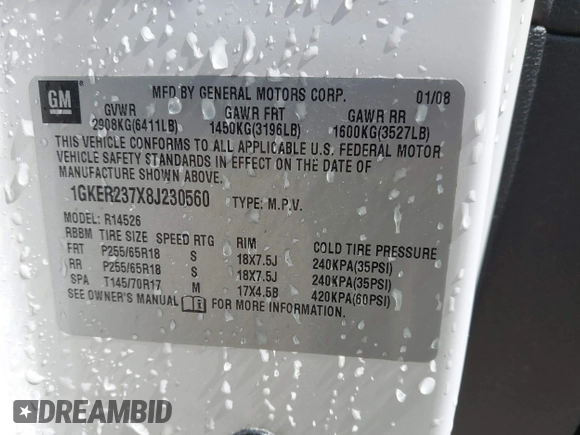 GM
MFD BY GENERAL MOTORS CORP. 01/08
GVWR GAWR FRT GAWR RR
2908KG(6411LB) 1450KG(3196LB) 1600KG(3527LB)
THIS VEHICLE CONFORMS TO ALL APPLICABLE U.S. FEDERAL MOTOR
VEHICLE SAFETY STANDARDS IN EFFECT ON THE DATE OF
MANUFACTURE SHOWN ABOVE.
1GKER237X8J230560 TYPE: M.P.V.
MODEL: R14526
RBBM TIRE SIZE SPEED RTG RIM COLD TIRE PRESSURE
FRT P255/65R18 S 18X7.5J 240KPA(35PSI)
RR P255/65R18 S 18X7.5J 240KPA(35PSI)
SPA T145/70R17 M 17X4.5B 420KPA(60PSI)
SEE OWNER'S MANUAL FOR MORE INFORMATION.
DREAMBID